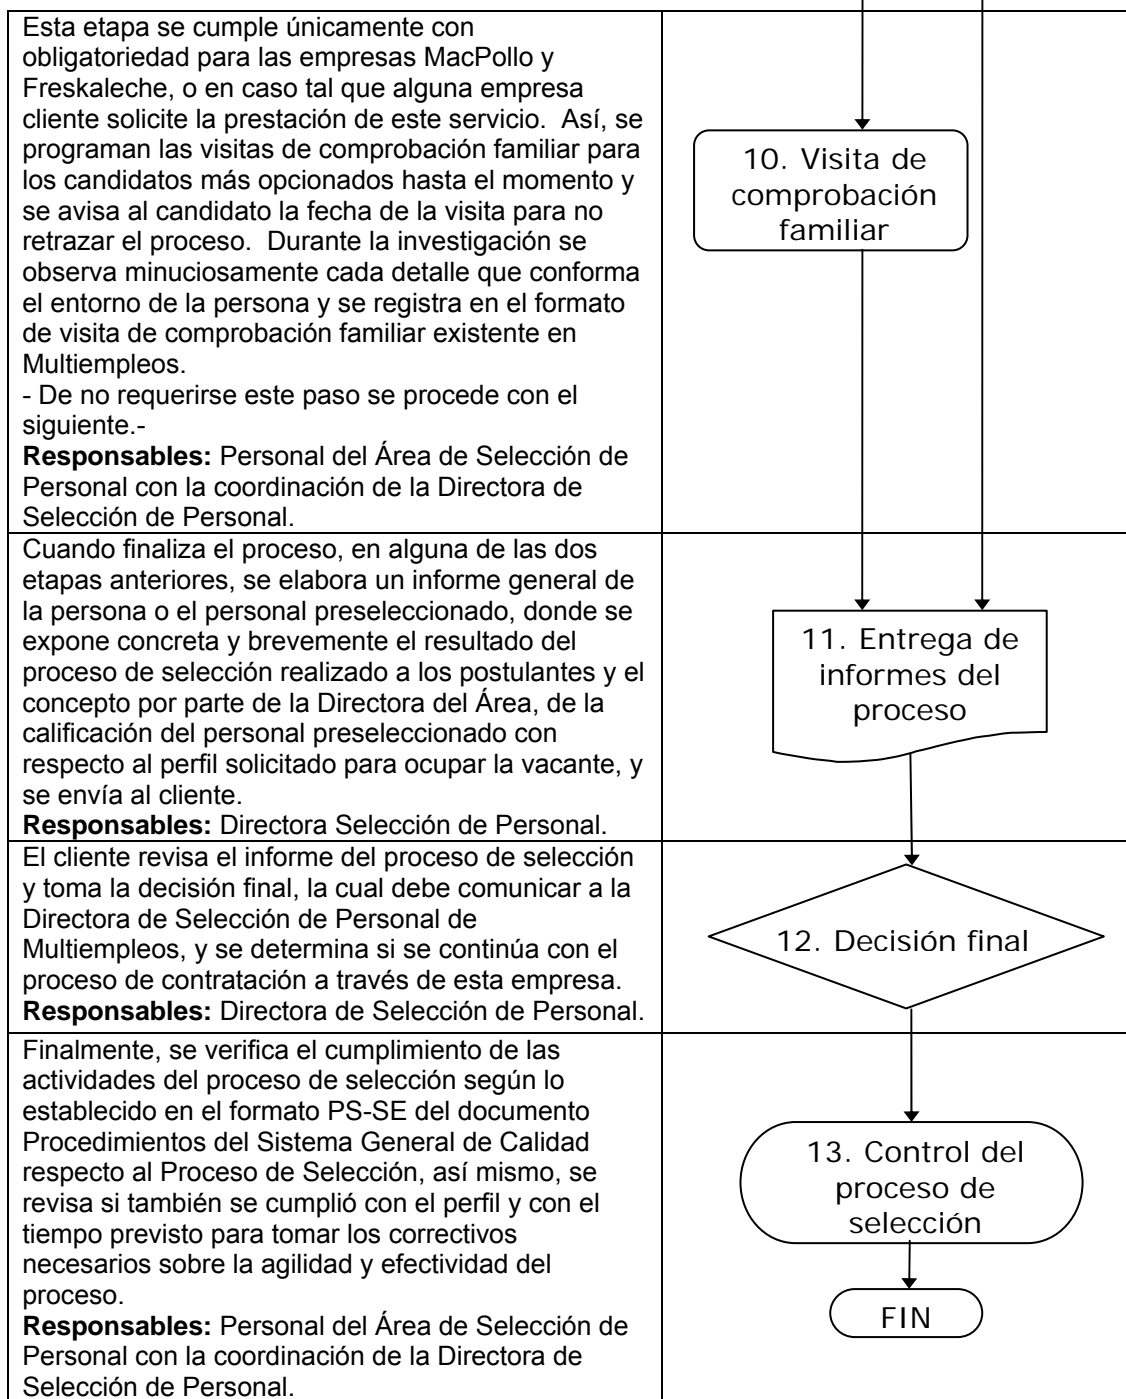 Esta etapa se cumple únicamente con
obligatoriedad para las empresas MacPollo y
Freskaleche, o en caso tal que alguna empresa
cliente solicite la prestación de este servicio.  Así, se
programan las visitas de comprobación familiar para
los candidatos más opcionados hasta el momento y
se avisa al candidato la fecha de la visita para no
retrazar el proceso.  Durante la investigación se
observa minuciosamente cada detalle que conforma
el entorno de la persona y se registra en el formato
de visita de comprobación familiar existente en
Multiempleos.
- De no requerirse este paso se procede con el
siguiente.-
Responsables: Personal del Área de Selección de
Personal con la coordinación de la Directora de
Selección de Personal.
10. Visita de
comprobación
familiar
Cuando finaliza el proceso, en alguna de las dos
etapas anteriores, se elabora un informe general de
la persona o el personal preseleccionado, donde se
expone concreta y brevemente el resultado del
proceso de selección realizado a los postulantes y el
concepto por parte de la Directora del Área, de la
calificación del personal preseleccionado con
respecto al perfil solicitado para ocupar la vacante, y
se envía al cliente.
Responsables: Directora Selección de Personal.
11. Entrega de
informes del
proceso
El cliente revisa el informe del proceso de selección
y toma la decisión final, la cual debe comunicar a la
Directora de Selección de Personal de
Multiempleos, y se determina si se continúa con el
proceso de contratación a través de esta empresa.
Responsables: Directora de Selección de Personal.
12. Decisión final
Finalmente, se verifica el cumplimiento de las
actividades del proceso de selección según lo
establecido en el formato PS-SE del documento
Procedimientos del Sistema General de Calidad
respecto al Proceso de Selección, así mismo, se
revisa si también se cumplió con el perfil y con el
tiempo previsto para tomar los correctivos
necesarios sobre la agilidad y efectividad del
proceso.
Responsables: Personal del Área de Selección de
Personal con la coordinación de la Directora de
Selección de Personal.
13. Control del
proceso de
selección
FIN